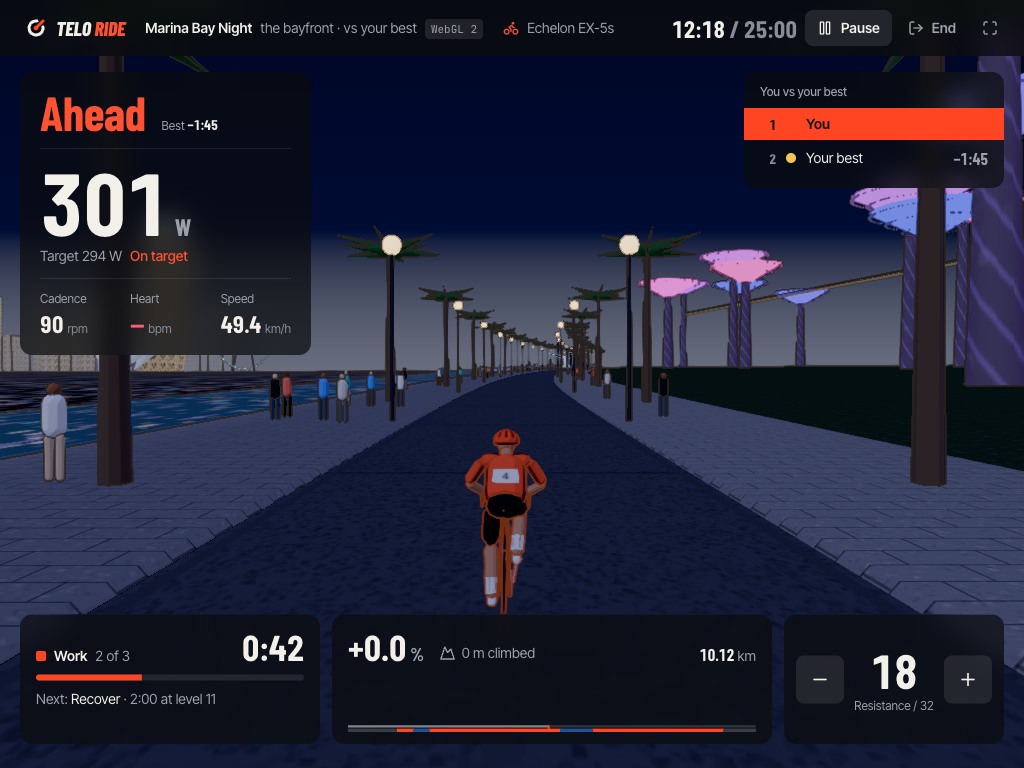 TELO RIDE
Marina Bay Night the bayfront · vs your best WebGL 2
Echelon EX-5s
12:18 / 25:00
Pause
End
Ahead Best −1:45
301 W
Target 294 W On target
Cadence Heart Speed
90 rpm – bpm 49.4 km/h
You vs your best
1 You
2 Your best −1:45
4
Work 2 of 3 0:42
Next: Recover · 2:00 at level 11
+0.0 % 0 m climbed 10.12 km
− 18 +
Resistance / 32